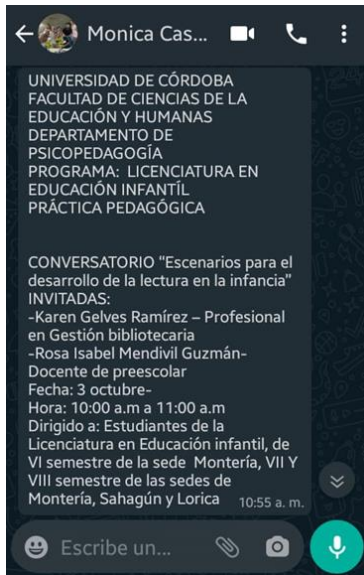 Monica Cas...
UNIVERSIDAD DE CÓRDOBA
FACULTAD DE CIENCIAS DE LA
EDUCACIÓN Y HUMANAS
DEPARTAMENTO DE
PSICOPEDAGOGÍA
PROGRAMA:  LICENCIATURA EN
EDUCACIÓN INFANTÍL
PRÁCTICA PEDAGÓGICA
CONVERSATORIO "Escenarios para el
desarrollo de la lectura en la infancia"
INVITADAS:
-Karen Gelves Ramírez – Profesional
en Gestión bibliotecaria
-Rosa Isabel Mendivil Guzmán-
Docente de preescolar
Fecha: 3 octubre-
Hora: 10:00 a.m a 11:00 a.m
Dirigido a: Estudiantes de la
Licenciatura en Educación infantil, de
VI semestre de la sede  Montería, VII Y
VIII semestre de las sedes de
Montería, Sahagún y Lorica 10:55 a. m.
Escribe un...